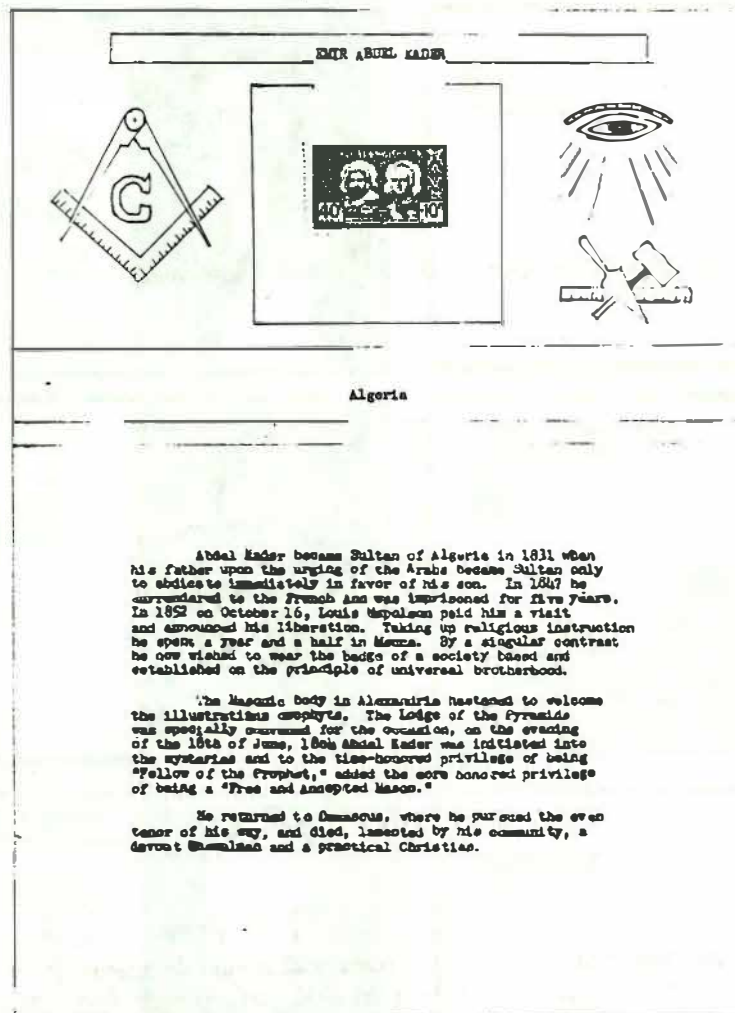 EMIR ABUEL KADER
C
40 10
Algeria
Abdel Kader became Sultan of Algeria in 1831 when
his father upon the urging of the Arabs became Sultan only
to abdicate immediately in favor of his son. In 1847 he
surrendered to the French and was imprisoned for five years.
In 1852 on October 16, Louis Napoleon paid him a visit
and announced his liberation. Taking up religious instruction
he spent a year and a half in Mecca. By a singular contrast
he now wished to wear the badge of a society based and
established on the principle of universal brotherhood.
The Masonic body in Alexandria hastened to welcome
the illustratious neophyte. The Lodge of the Pyramids
was specially convened for the occasion, on the evening
of the 18th of June, Abdel Kader was initiated into
the mysteries and to the time-honored privilege of being
"Fellow of the Prophet," added the more honored privilege
of being a "Free and Accepted Mason."
He returned to Damascus, where he pursued the even
tenor of his way, and died, lamented by his community, a
devout Mussulman and a practical Christian.